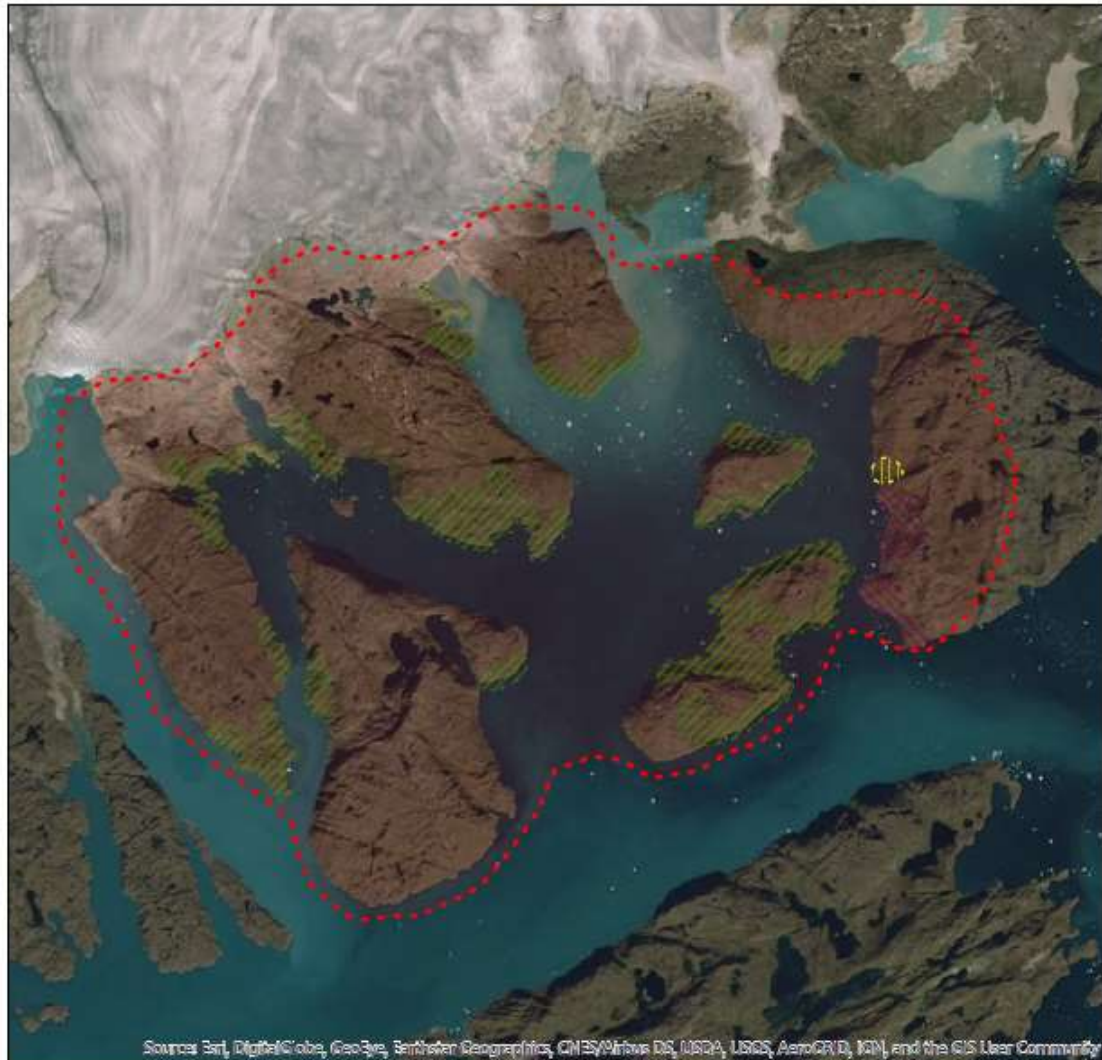 Source: Esri, DigitalGlobe, GeoEye, Earthstar Geographics, CNES/Airbus DS, USDA, USGS, AeroGRID, IGN, and the GIS User Community